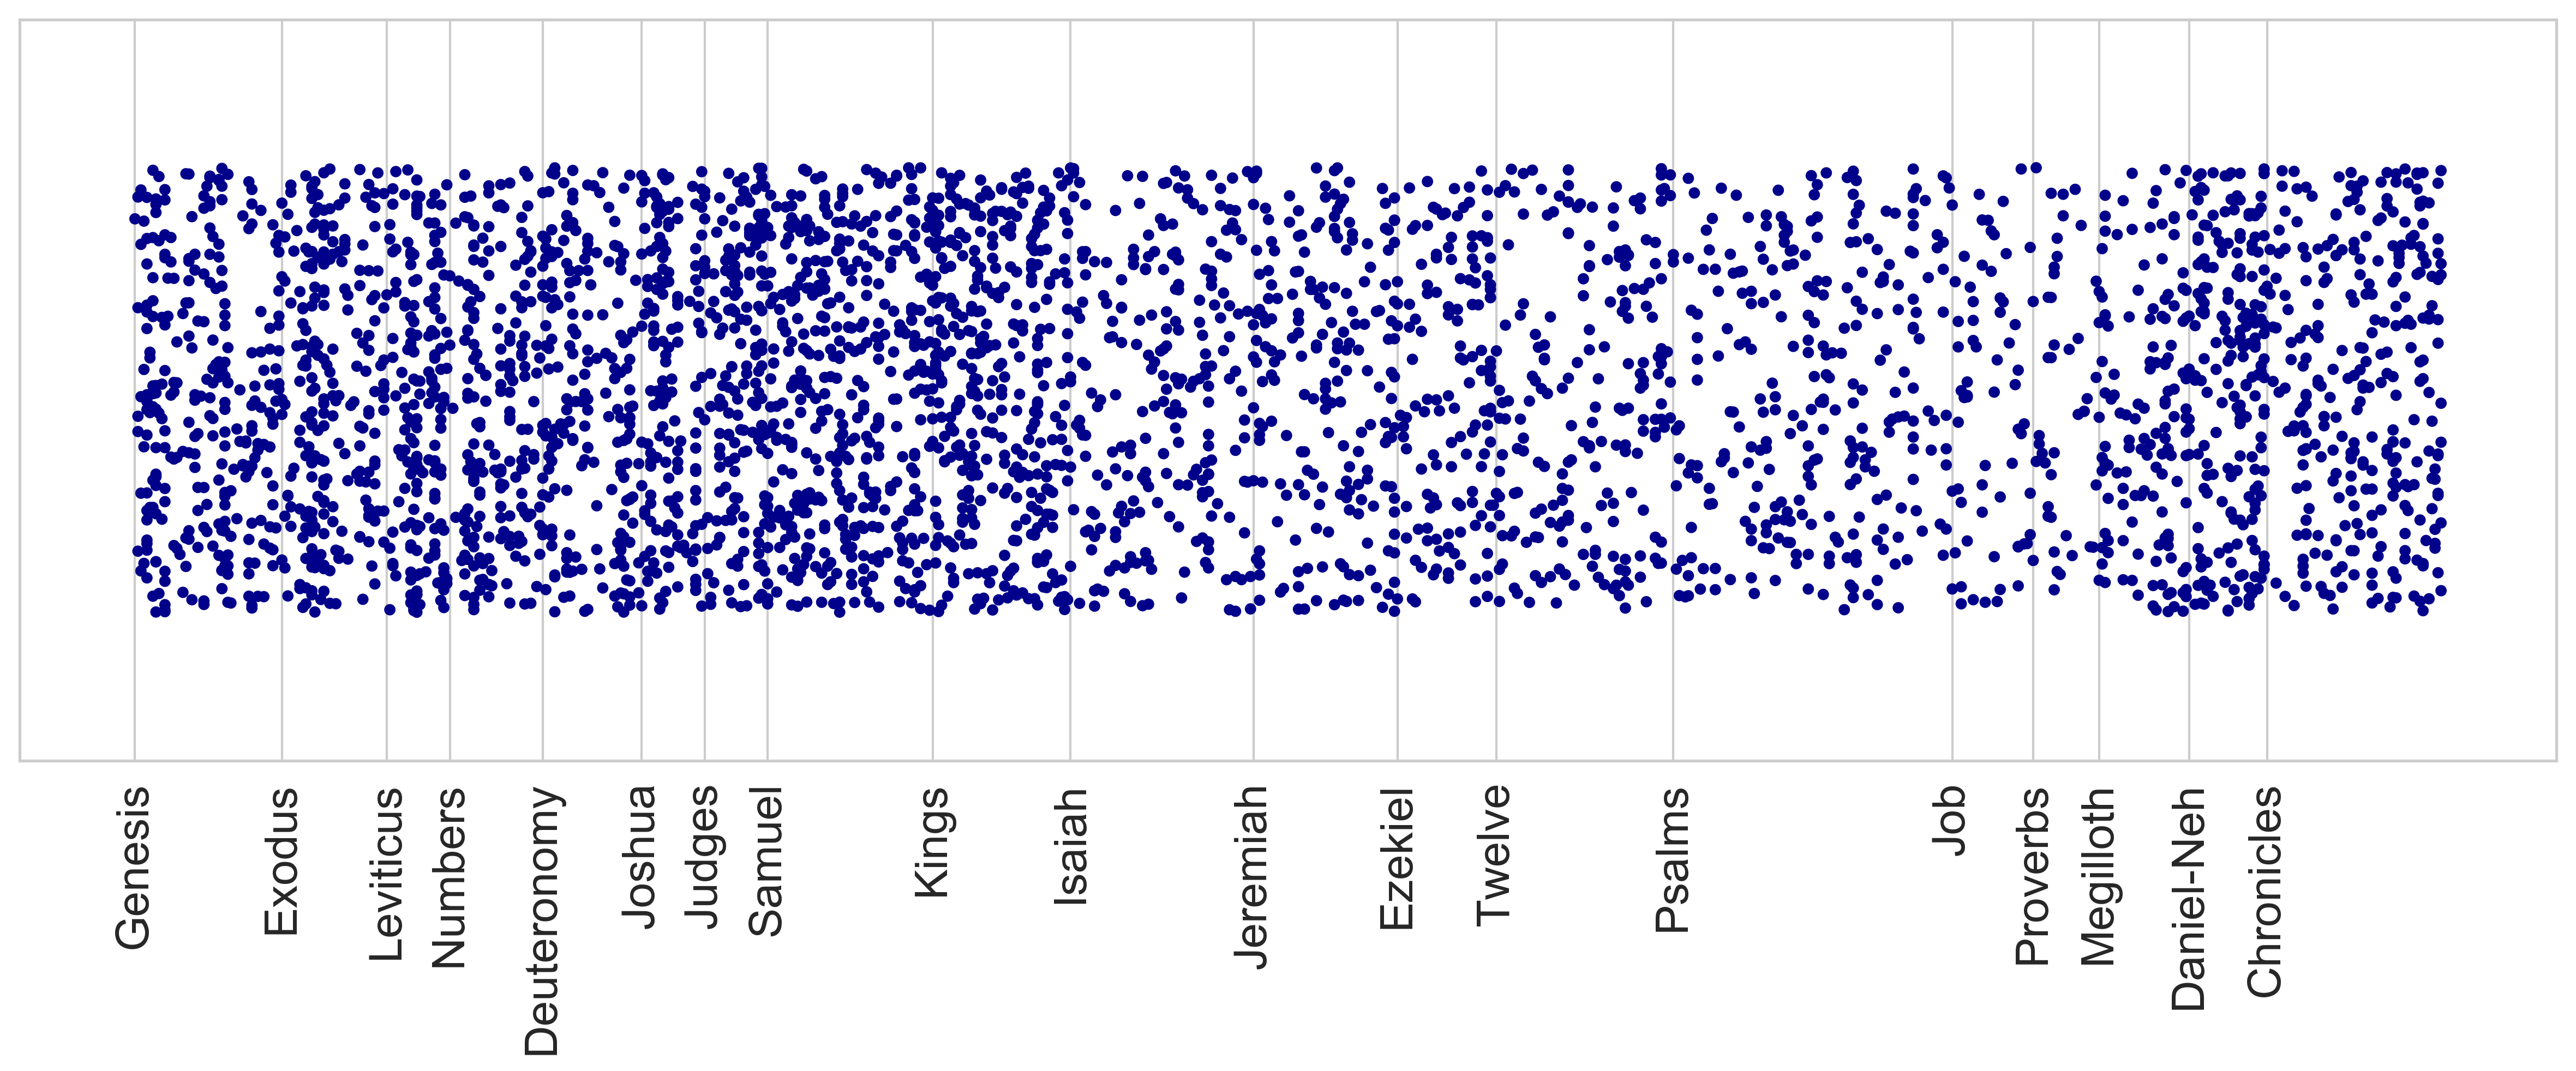 Genesis
Exodus
Leviticus
Numbers
Deuteronomy
Joshua
Judges
Samuel
Kings
Isaiah
Jeremiah
Ezekiel
Twelve
Psalms
Job
Proverbs
Megilloth
Daniel-Neh
Chronicles